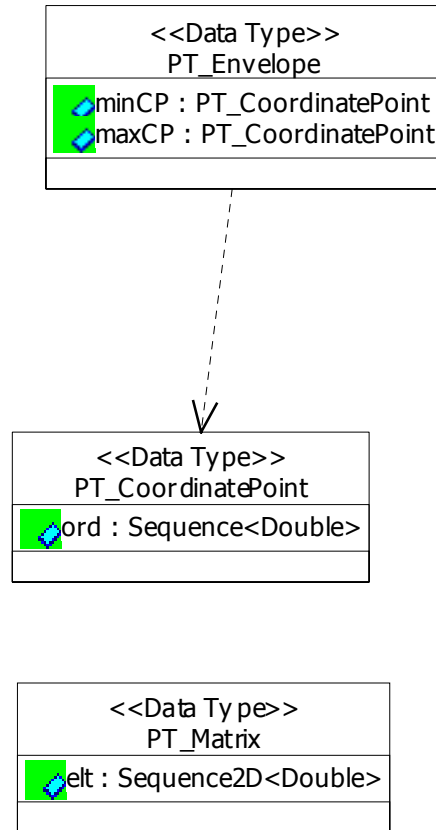 <<Data Type>>
PT_Envelope
minCP : PT_CoordinatePoint
maxCP : PT_CoordinatePoint
<<Data Type>>
PT_CoordinatePoint
ord : Sequence<Double>
<<Data Type>>
PT_Matrix
elt : Sequence2D<Double>